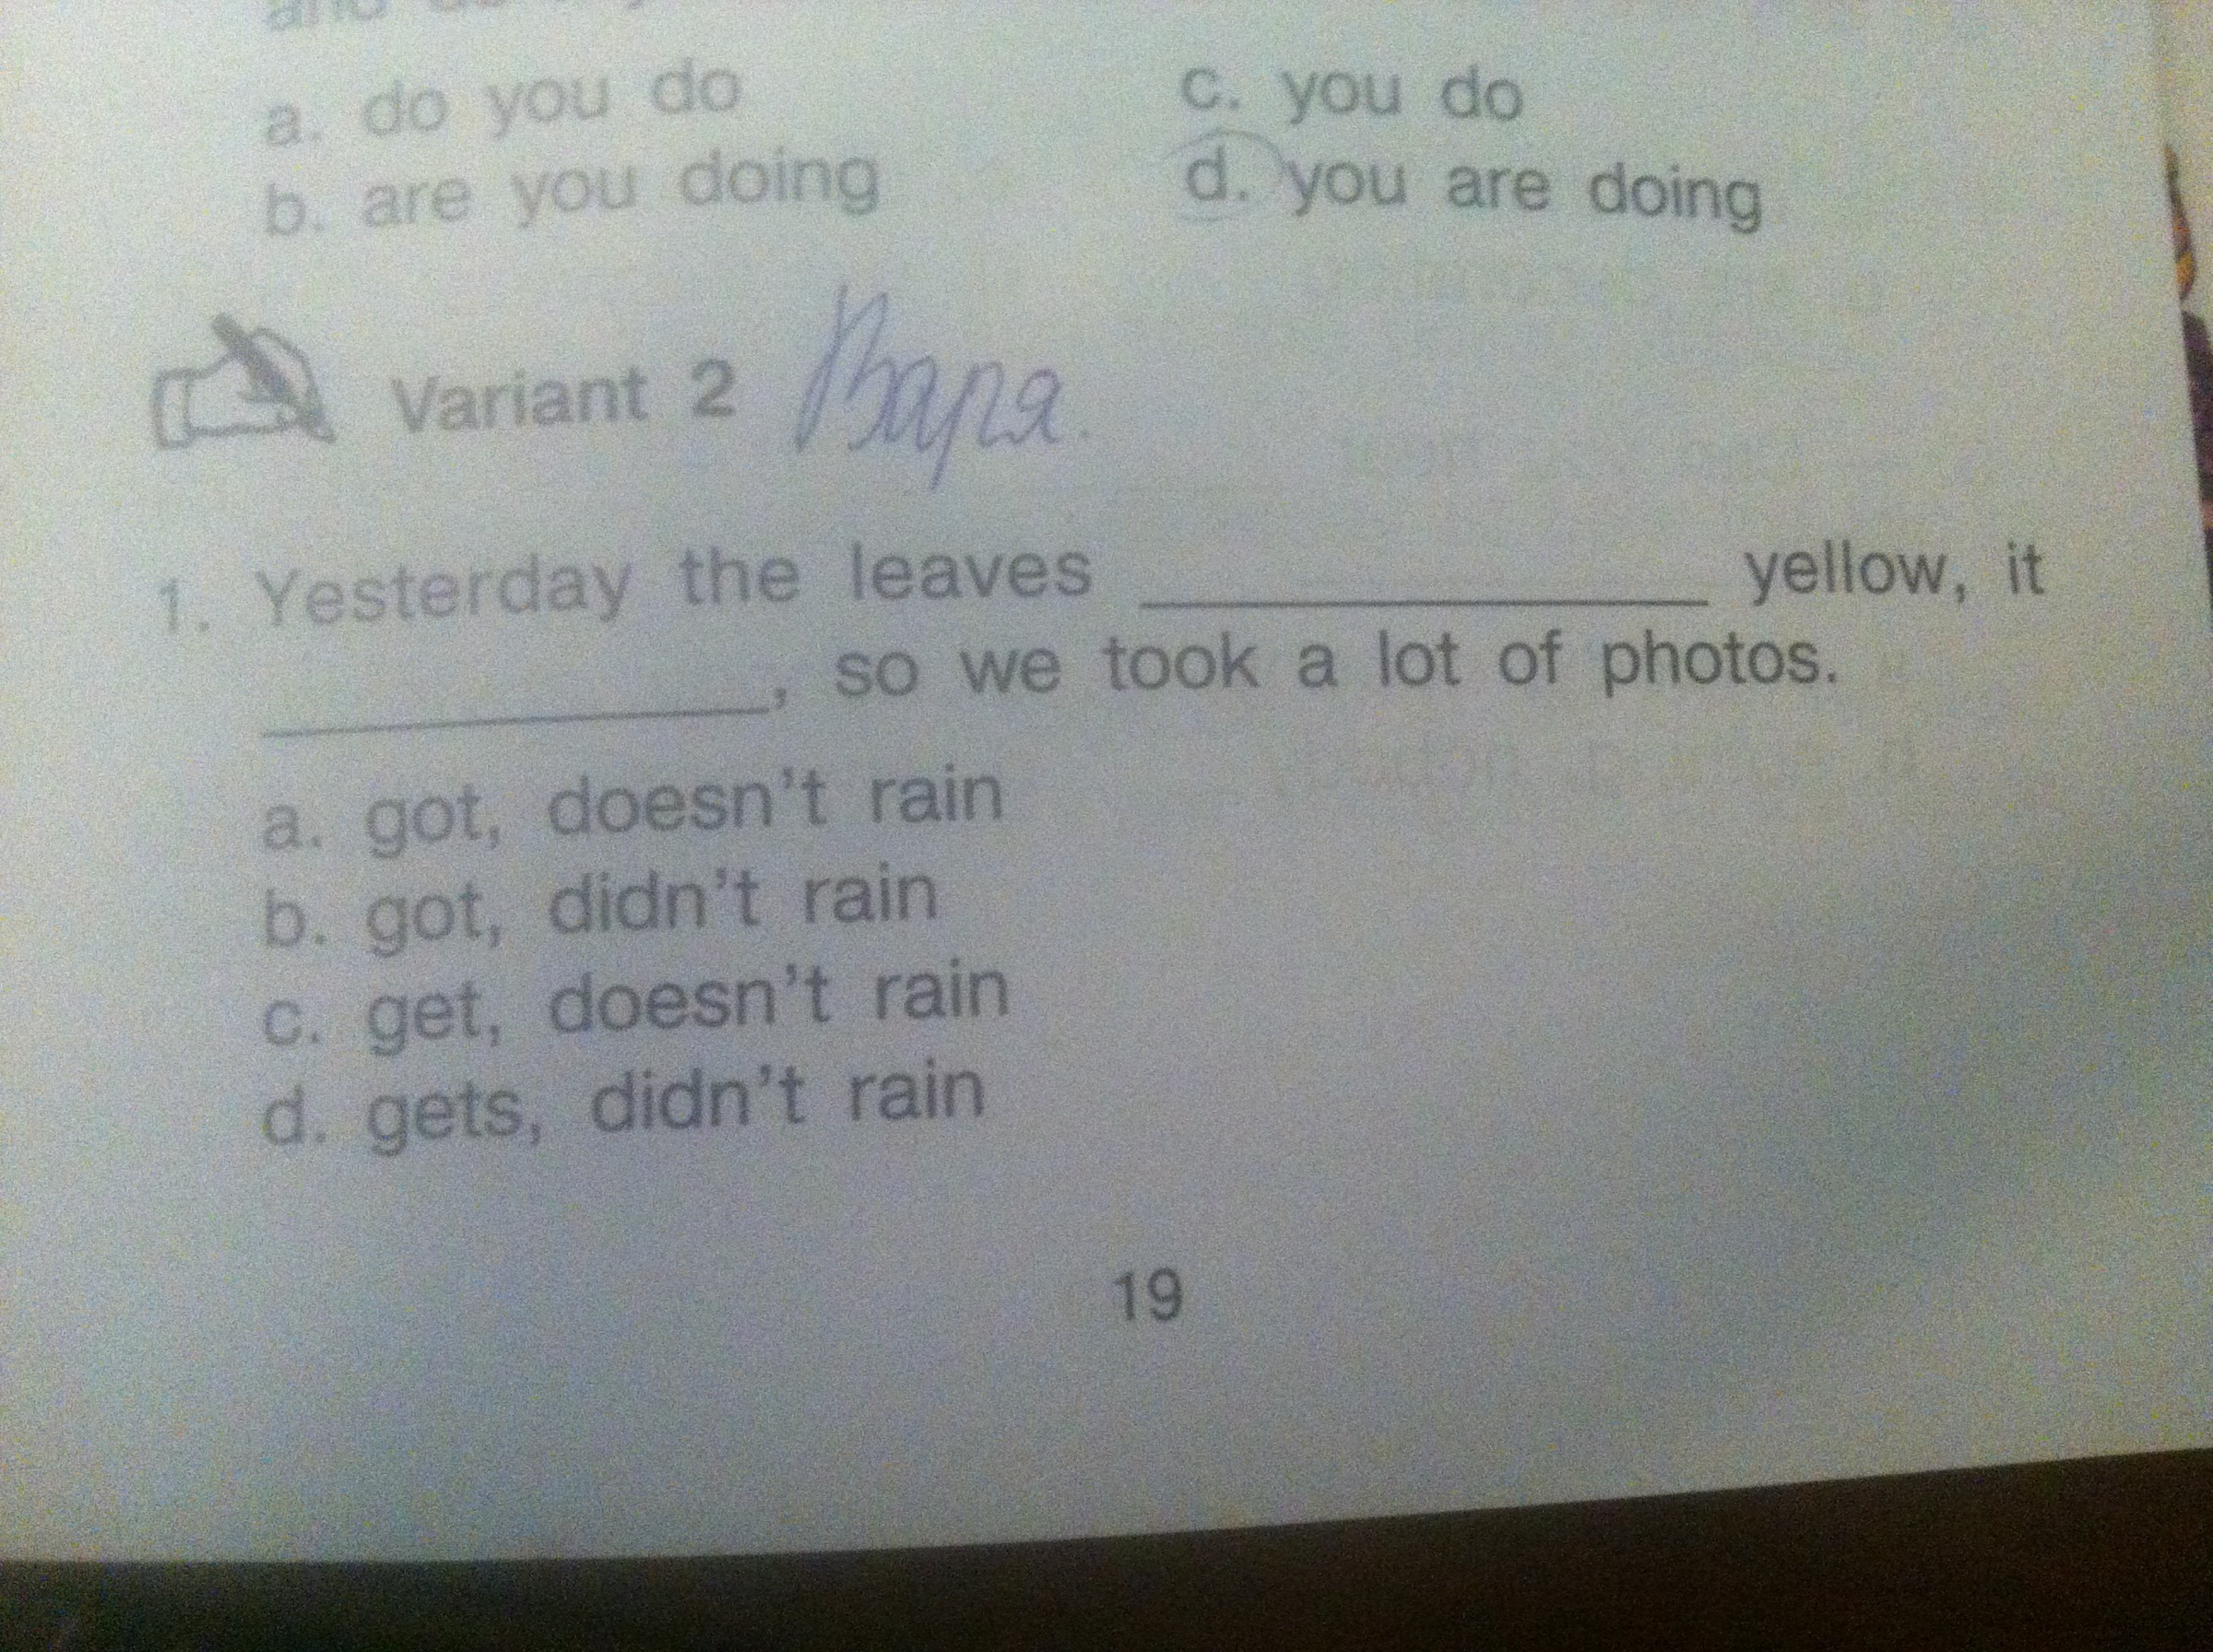 a. do you do c. you do
b. are you doing d. you are doing
Variant 2 Варя.
1. Yesterday the leaves ____________ yellow, it
____________, so we took a lot of photos.
a. got, doesn't rain
b. got, didn't rain
c. get, doesn't rain
d. gets, didn't rain
19